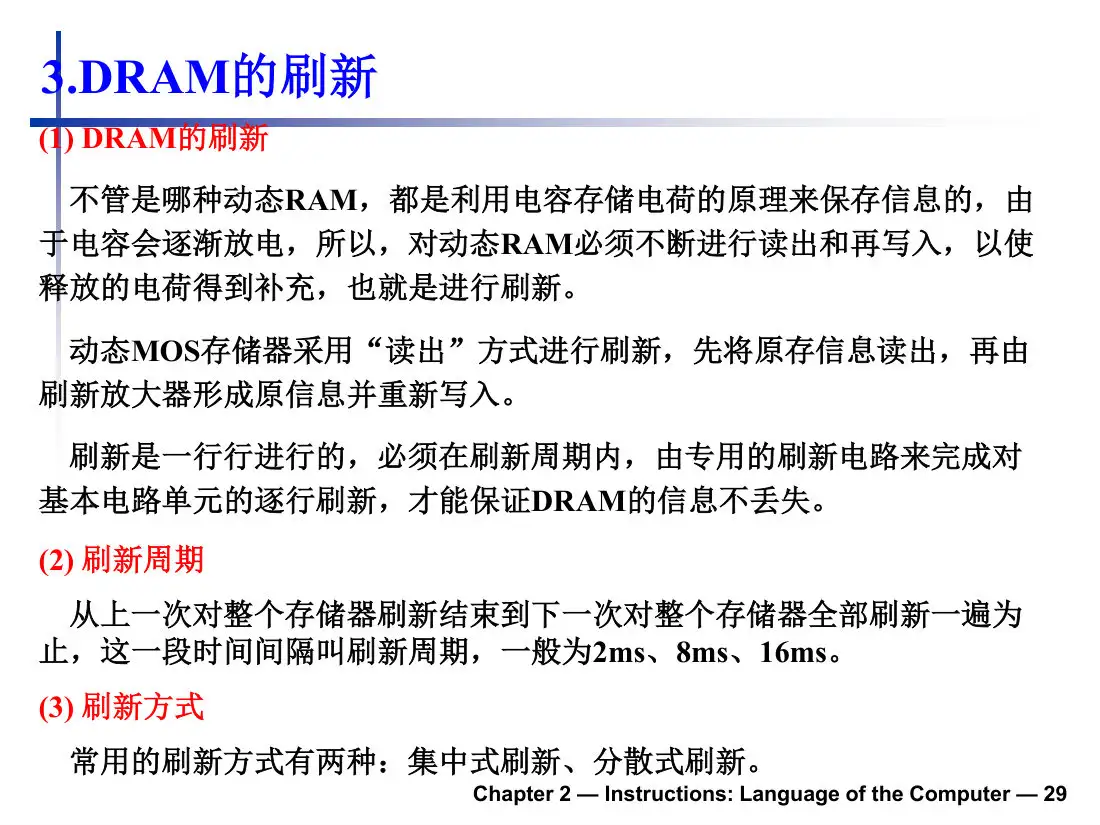 3.DRAM的刷新
(1) DRAM的刷新
不管是哪种动态RAM，都是利用电容存储电荷的原理来保存信息的，由
于电容会逐渐放电，所以，对动态RAM必须不断进行读出和再写入，以使
释放的电荷得到补充，也就是进行刷新。
动态MOS存储器采用“读出”方式进行刷新，先将原存信息读出，再由
刷新放大器形成原信息并重新写入。
刷新是一行行进行的，必须在刷新周期内，由专用的刷新电路来完成对
基本电路单元的逐行刷新，才能保证DRAM的信息不丢失。
(2) 刷新周期
从上一次对整个存储器刷新结束到下一次对整个存储器全部刷新一遍为
止，这一段时间间隔叫刷新周期，一般为2ms、8ms、16ms。
(3) 刷新方式
常用的刷新方式有两种：集中式刷新、分散式刷新。
Chapter 2 — Instructions: Language of the Computer — 29